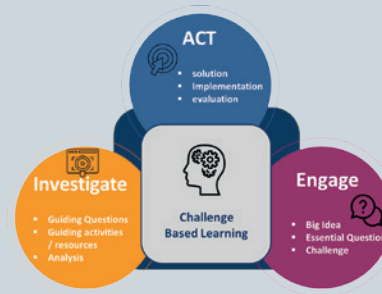 ACT
solution
Implementation
evaluation
Investigate
Guiding Questions
Guiding activities
/ resources
Analysis
Challenge
Based Learning
Engage
Big Idea
Essential Question
Challenge